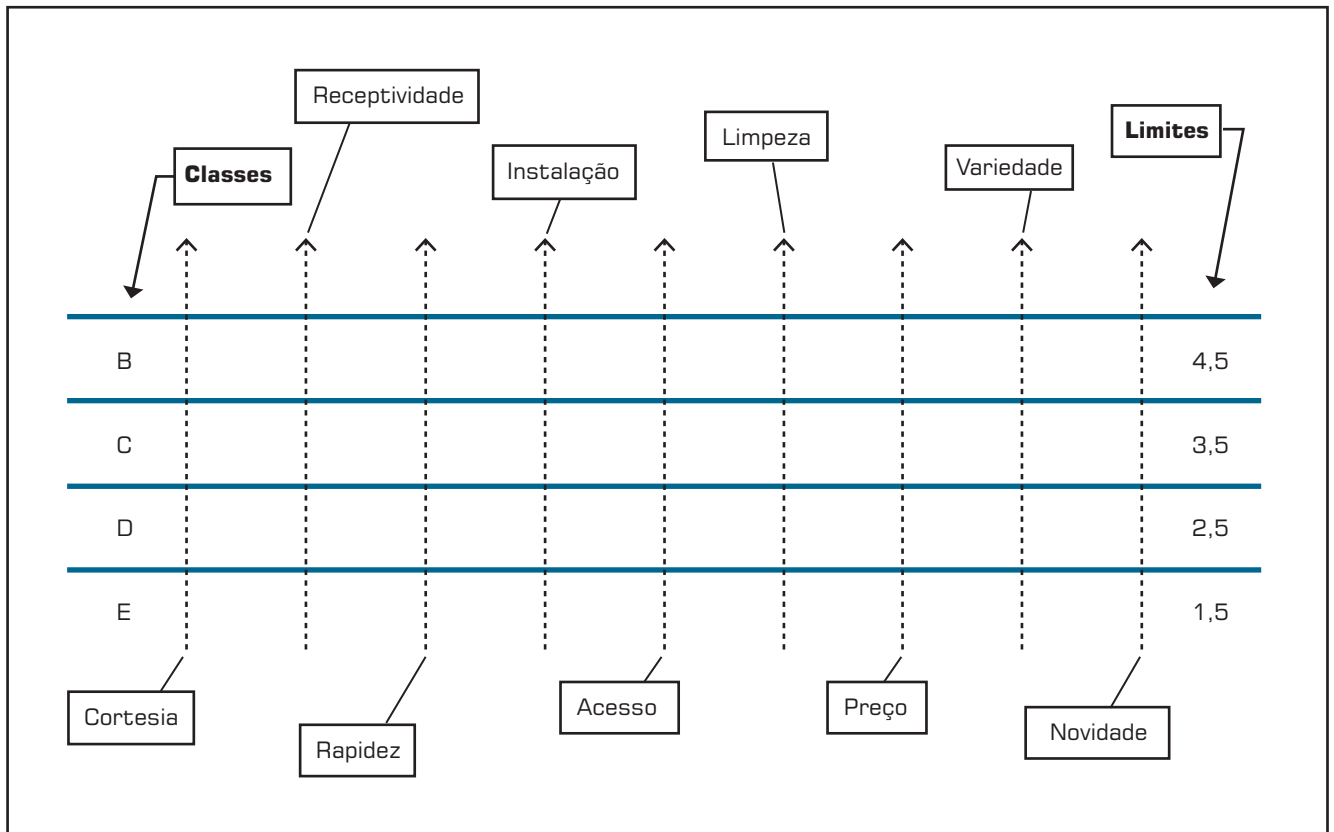 Receptividade
Limpeza
Limites
Classes
Instalação
Variedade
B
4,5
C
3,5
D
2,5
E
1,5
Cortesia
Rapidez
Acesso
Preço
Novidade